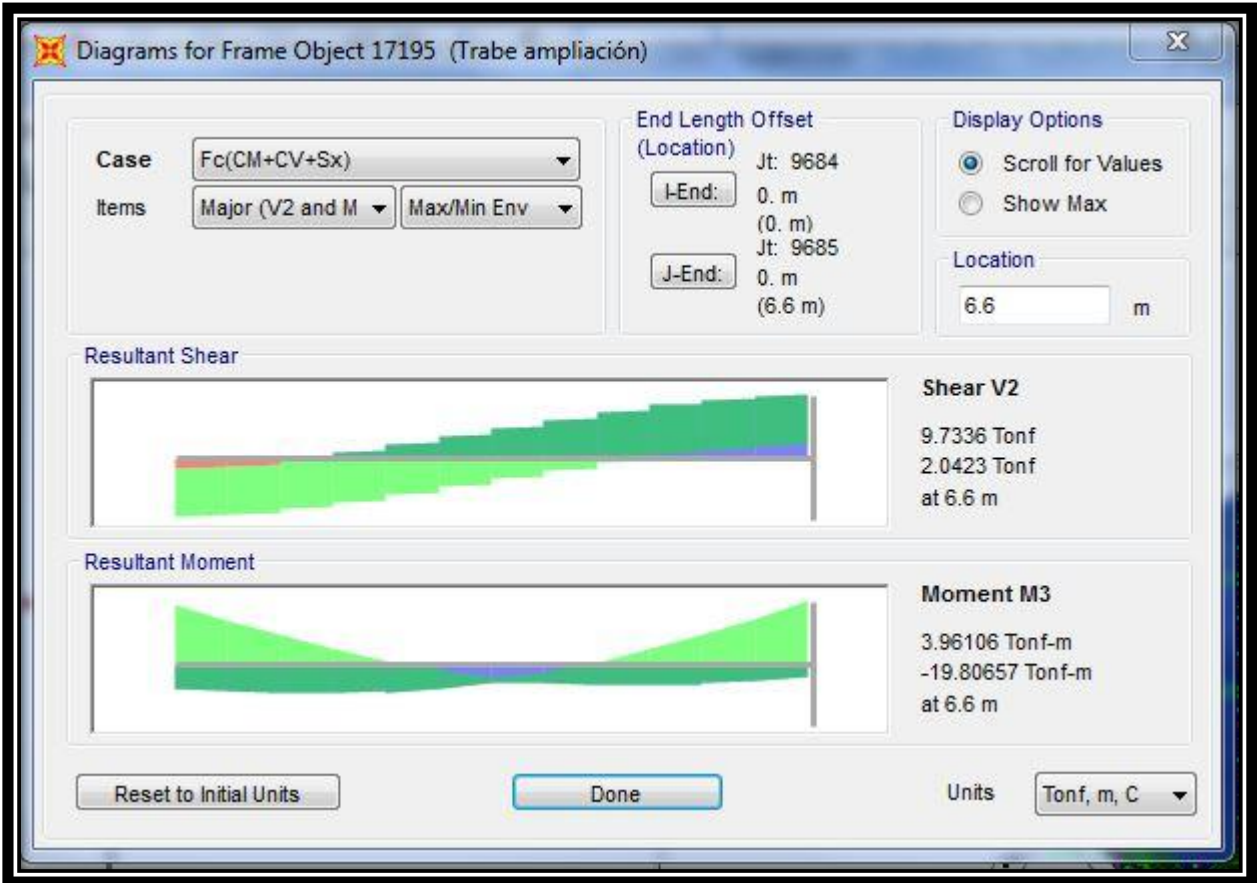 Diagrams for Frame Object 17195 (Trabe ampliación)
Case Fc(CM+CV+Sx)
Items Major (V2 and M Max/Min Env
End Length Offset
(Location)
Jt: 9684
I-End: 0. m
(0. m)
Jt: 9685
J-End: 0. m
(6.6 m)
Display Options
Scroll for Values
Show Max
Location
6.6 m
Resultant Shear
Shear V2
9.7336 Tonf
2.0423 Tonf
at 6.6 m
Resultant Moment
Moment M3
3.96106 Tonf-m
-19.80657 Tonf-m
at 6.6 m
Reset to Initial Units
Done
Units Tonf, m, C